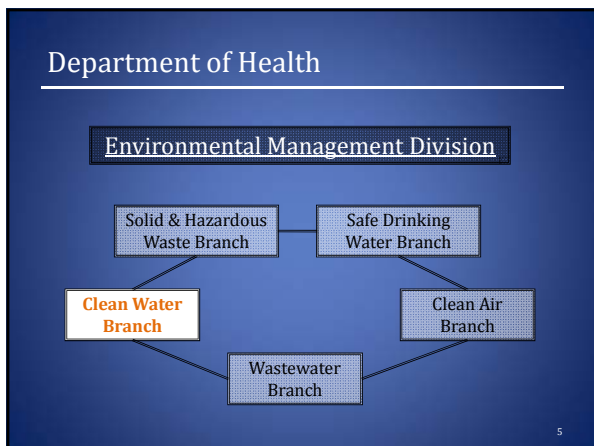 Department of Health
Environmental Management Division
Solid & Hazardous
Waste Branch
Safe Drinking
Water Branch
Clean Water
Branch
Clean Air
Branch
Wastewater
Branch
5